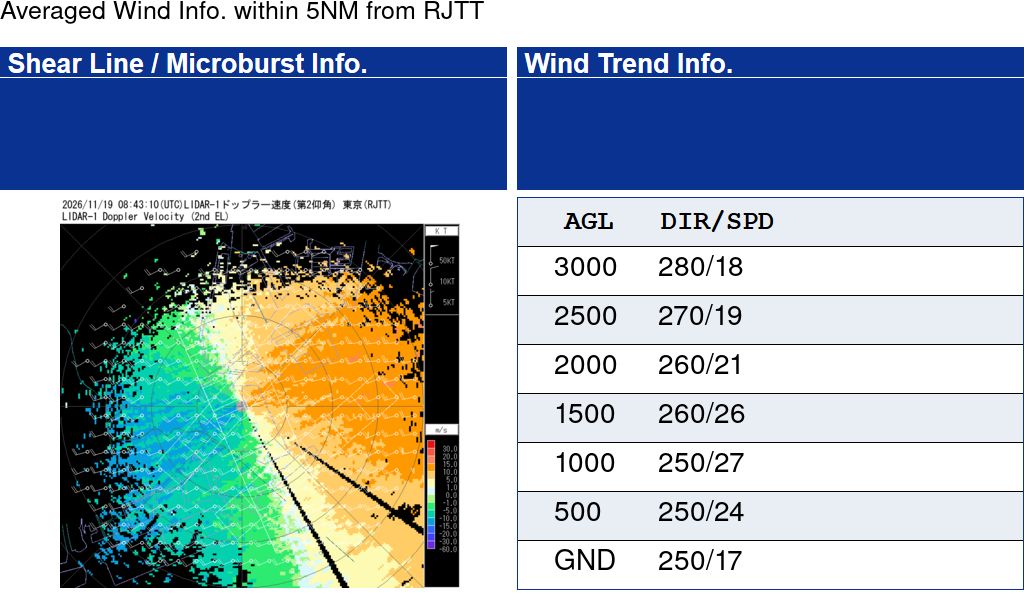 Averaged Wind Info. within 5NM from RJTT
Shear Line / Microburst Info.
Wind Trend Info.
2026/11/19 08:43:10(UTC)LIDAR-1ドップラー速度(第2仰角) 東京(RJTT)
LIDAR-1 Doppler Velocity (2nd EL)
KT
50KT
10KT
5KT
m/s
30.0
20.0
15.0
10.0
5.0
1.0
0.0
-1.0
-5.0
-10.0
-15.0
-20.0
-30.0
-60.0
AGL DIR/SPD
3000 280/18
2500 270/19
2000 260/21
1500 260/26
1000 250/27
500 250/24
GND 250/17